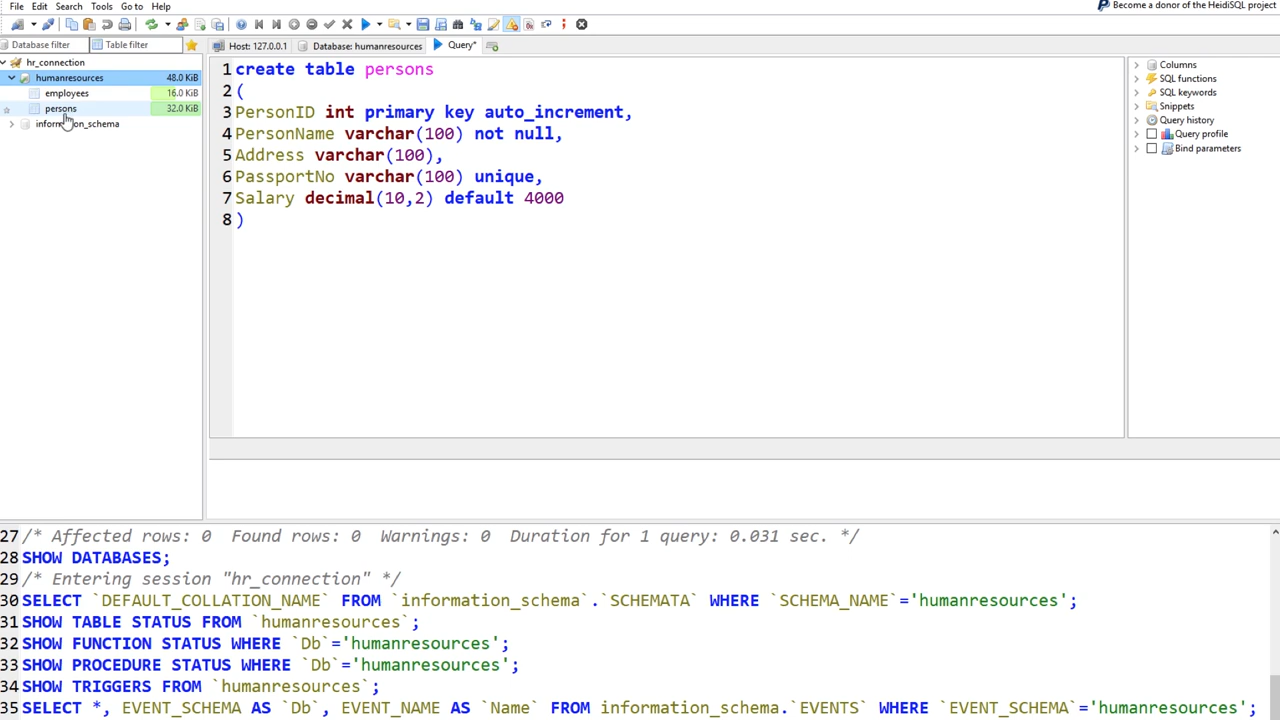 File Edit Search Tools Go to Help
Become a donor of the HeidiSQL project
Database filter Table filter Host: 127.0.0.1 Database: humanresources Query*
hr_connection
humanresources 48.0 KiB
employees 16.0 KiB
persons 32.0 KiB
information_schema
1 create table persons
2 (
3 PersonID int primary key auto_increment,
4 PersonName varchar(100) not null,
5 Address varchar(100),
6 PassportNo varchar(100) unique,
7 Salary decimal(10,2) default 4000
8 )
Columns
SQL functions
SQL keywords
Snippets
Query history
Query profile
Bind parameters
27 /* Affected rows: 0 Found rows: 0 Warnings: 0 Duration for 1 query: 0.031 sec. */
28 SHOW DATABASES;
29 /* Entering session "hr_connection" */
30 SELECT `DEFAULT_COLLATION_NAME` FROM `information_schema`.`SCHEMATA` WHERE `SCHEMA_NAME`='humanresources';
31 SHOW TABLE STATUS FROM `humanresources`;
32 SHOW FUNCTION STATUS WHERE `Db`='humanresources';
33 SHOW PROCEDURE STATUS WHERE `Db`='humanresources';
34 SHOW TRIGGERS FROM `humanresources`;
35 SELECT *, EVENT_SCHEMA AS `Db`, EVENT_NAME AS `Name` FROM information_schema.`EVENTS` WHERE `EVENT_SCHEMA`='humanresources';